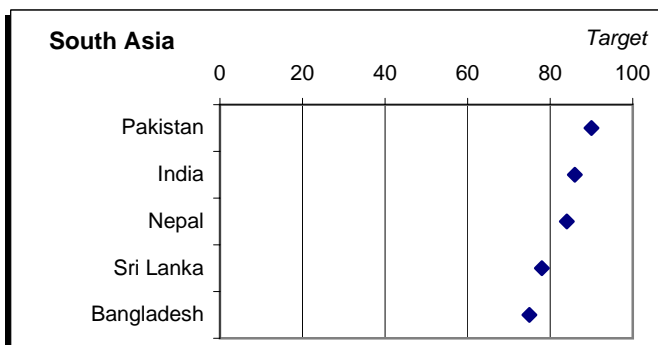 South Asia
Target
0 20 40 60 80 100
Pakistan
India
Nepal
Sri Lanka
Bangladesh